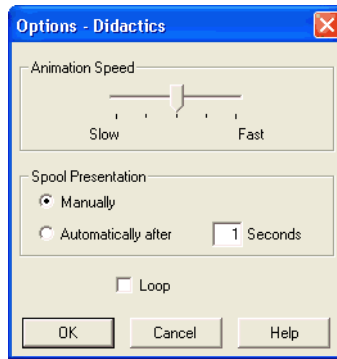 Options - Didactics
Animation Speed
Slow Fast
Spool Presentation
Manually
Automatically after 1 Seconds
Loop
OK Cancel Help